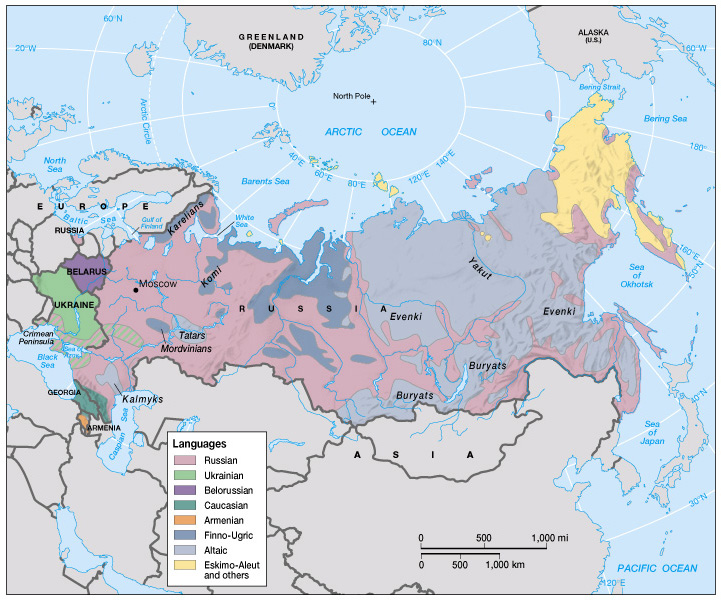 60°N
GREENLAND
(DENMARK)
80°N
ALASKA
(U.S.)
20°W
160°W
North Pole
Bering Strait
Arctic Circle
ARCTIC OCEAN
Bering Sea
180°
North
Sea
40°E
60°E
80°E
120°E
140°E
Barents Sea
EUROPE
Baltic Sea
Gulf of
Finland
Karelians
White
Sea
RUSSIA
160°E
BELARUS
Moscow
Komi
Yakut
Sea
of
Okhotsk
UKRAINE
RUSSIA
Evenki
Evenki
Crimean
Peninsula
Sea of
Azov
Tatars
Mordvinians
Black
Sea
Buryats
Buryats
GEORGIA
Kalmyks
ARMENIA
Caspian Sea
Sea
of
Japan
ASIA
Languages
Russian
Ukrainian
Belorussian
Caucasian
Armenian
Finno-Ugric
Altaic
Eskimo-Aleut
and others
0 500 1,000 mi
0 500 1,000 km
PACIFIC OCEAN
120°E